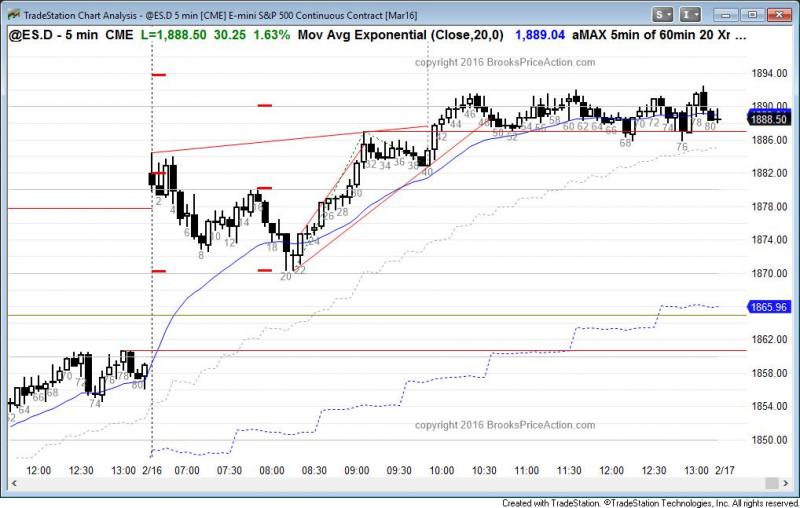 TradeStation Chart Analysis - @ES.D 5 min [CME] E-mini S&P 500 Continuous Contract [Mar16]
S
I
@ES.D - 5 min CME L=1,888.50 30.25 1.63% Mov Avg Exponential (Close,20,0) 1,889.04 aMAX 5min of 60min 20 Xr ...
copyright 2016 BrooksPriceAction.com
1894.00
1890.00
1888.50
1886.00
1882.00
1878.00
1874.00
1870.00
1865.96
1862.00
1858.00
1854.00
1850.00
62 64 66 68 70 72 74 78 80
2 4 8 10 12 14 16 18 20 22 24 26 28 30 32 34 36 38 40
42 44 46 50 52 54 56 58 60 62 64 66 68 70 72 74 76 78 80
copyright 2016 BrooksPriceAction.com
12:00 12:30 13:00 2/16 07:00 07:30 08:00 08:30 09:00 09:30 10:00 10:30 11:00 11:30 12:00 12:30 13:00 2/17
Created with TradeStation. ©TradeStation Technologies, Inc. All rights reserved.